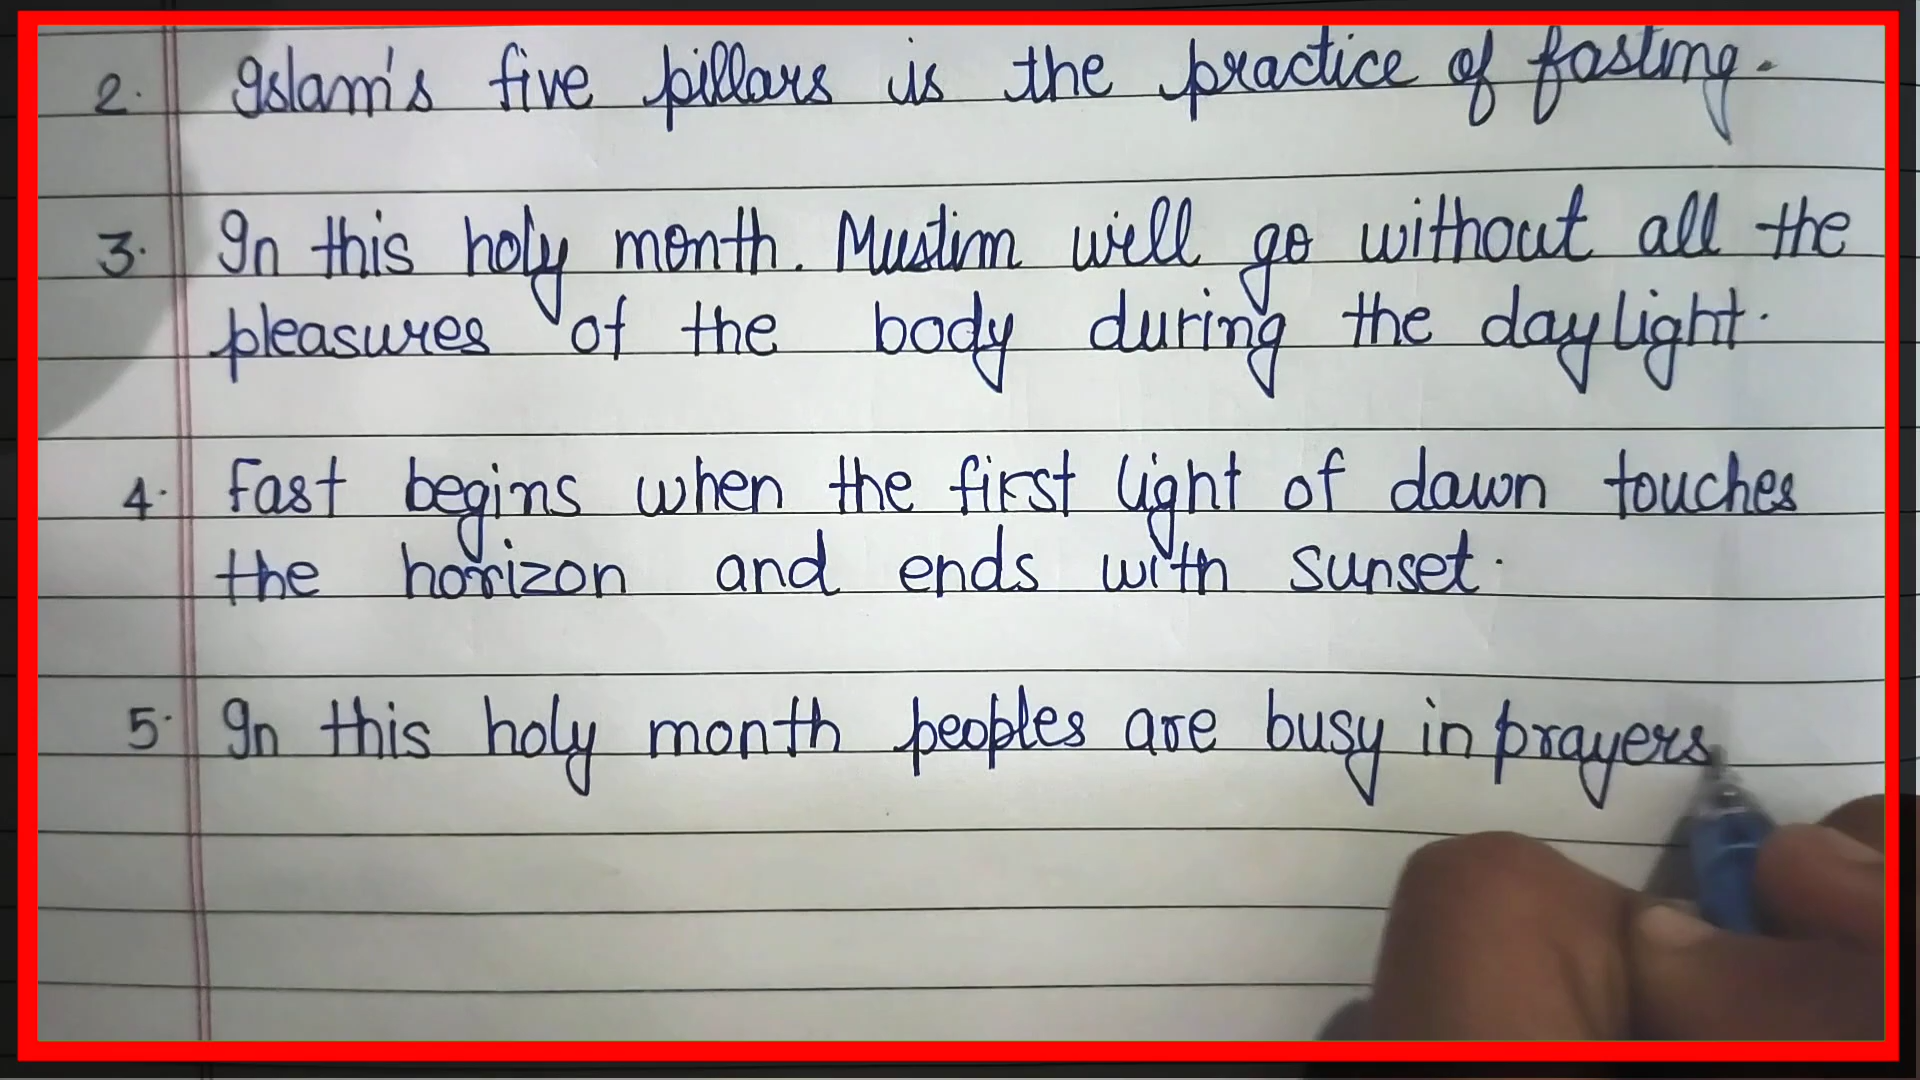 2. Islam's five pillars is the practice of fasting.
3. In this holy month. Mustim will go without all the
pleasures of the body during the daylight.
4. Fast begins when the first light of dawn touches
the horizon and ends with sunset.
5. In this holy month peoples are busy in prayers